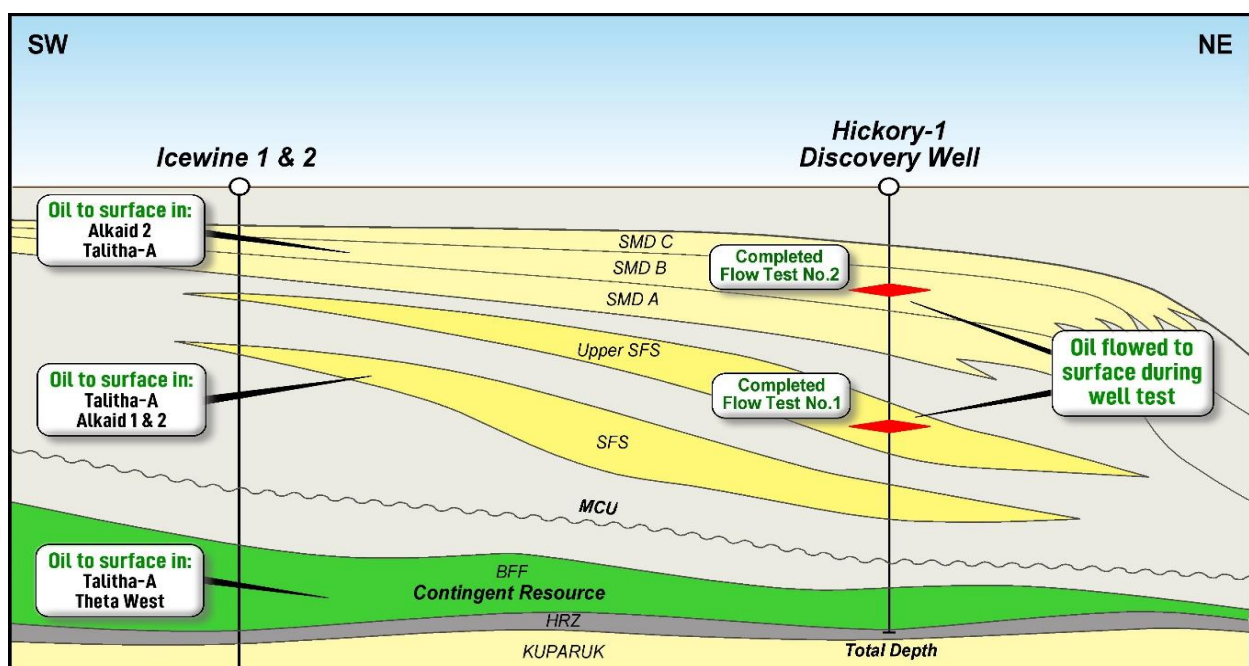 SW
NE
Icewine 1 & 2
Hickory-1
Discovery Well
Oil to surface in:
Alkaid 2
Talitha-A
SMD C
SMD B
SMD A
Completed
Flow Test No.2
Upper SFS
Oil flowed to
surface during
well test
Oil to surface in:
Talitha-A
Alkaid 1 & 2
Completed
Flow Test No.1
SFS
MCU
Oil to surface in:
Talitha-A
Theta West
BFF
Contingent Resource
HRZ
KUPARUK
Total Depth